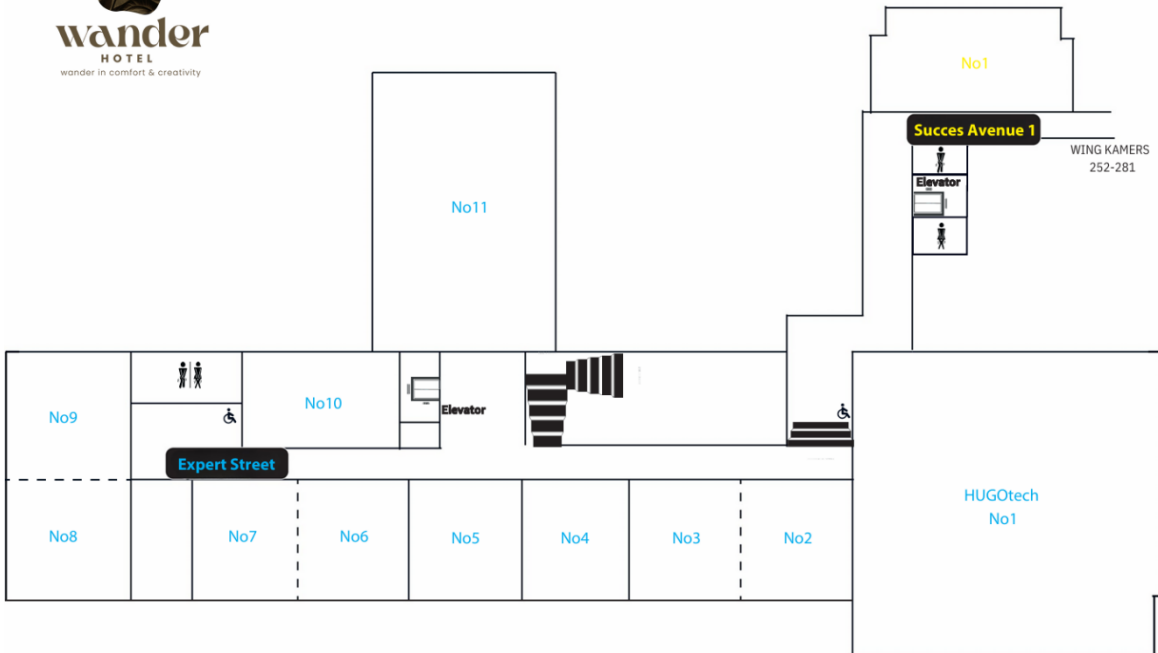 wander
HOTEL
wander in comfort & creativity
No1
Succes Avenue 1
WING KAMERS
252-281
Elevator
No11
No9
No10
Elevator
Expert Street
HUGOtech
No1
No8
No7
No6
No5
No4
No3
No2